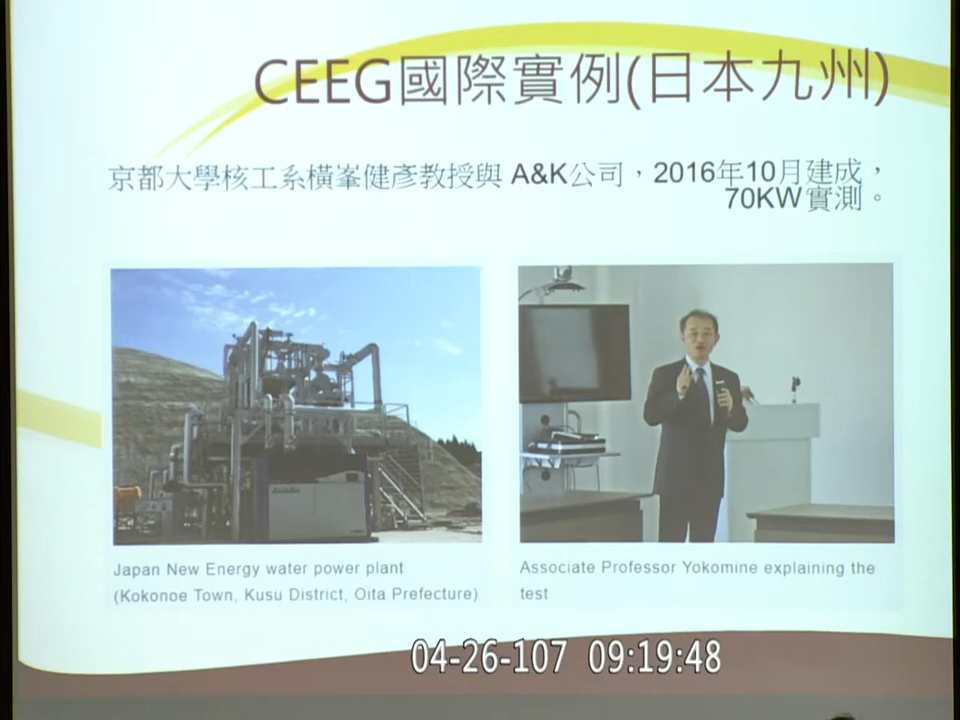 CEEG國際實例(日本九州)
京都大學核工系橫峯健彥教授與 A&K公司，2016年10月建成，
70KW實測。
Japan New Energy water power plant
(Kokonoe Town, Kusu District, Oita Prefecture)
Associate Professor Yokomine explaining the
test
04-26-107 09:19:48